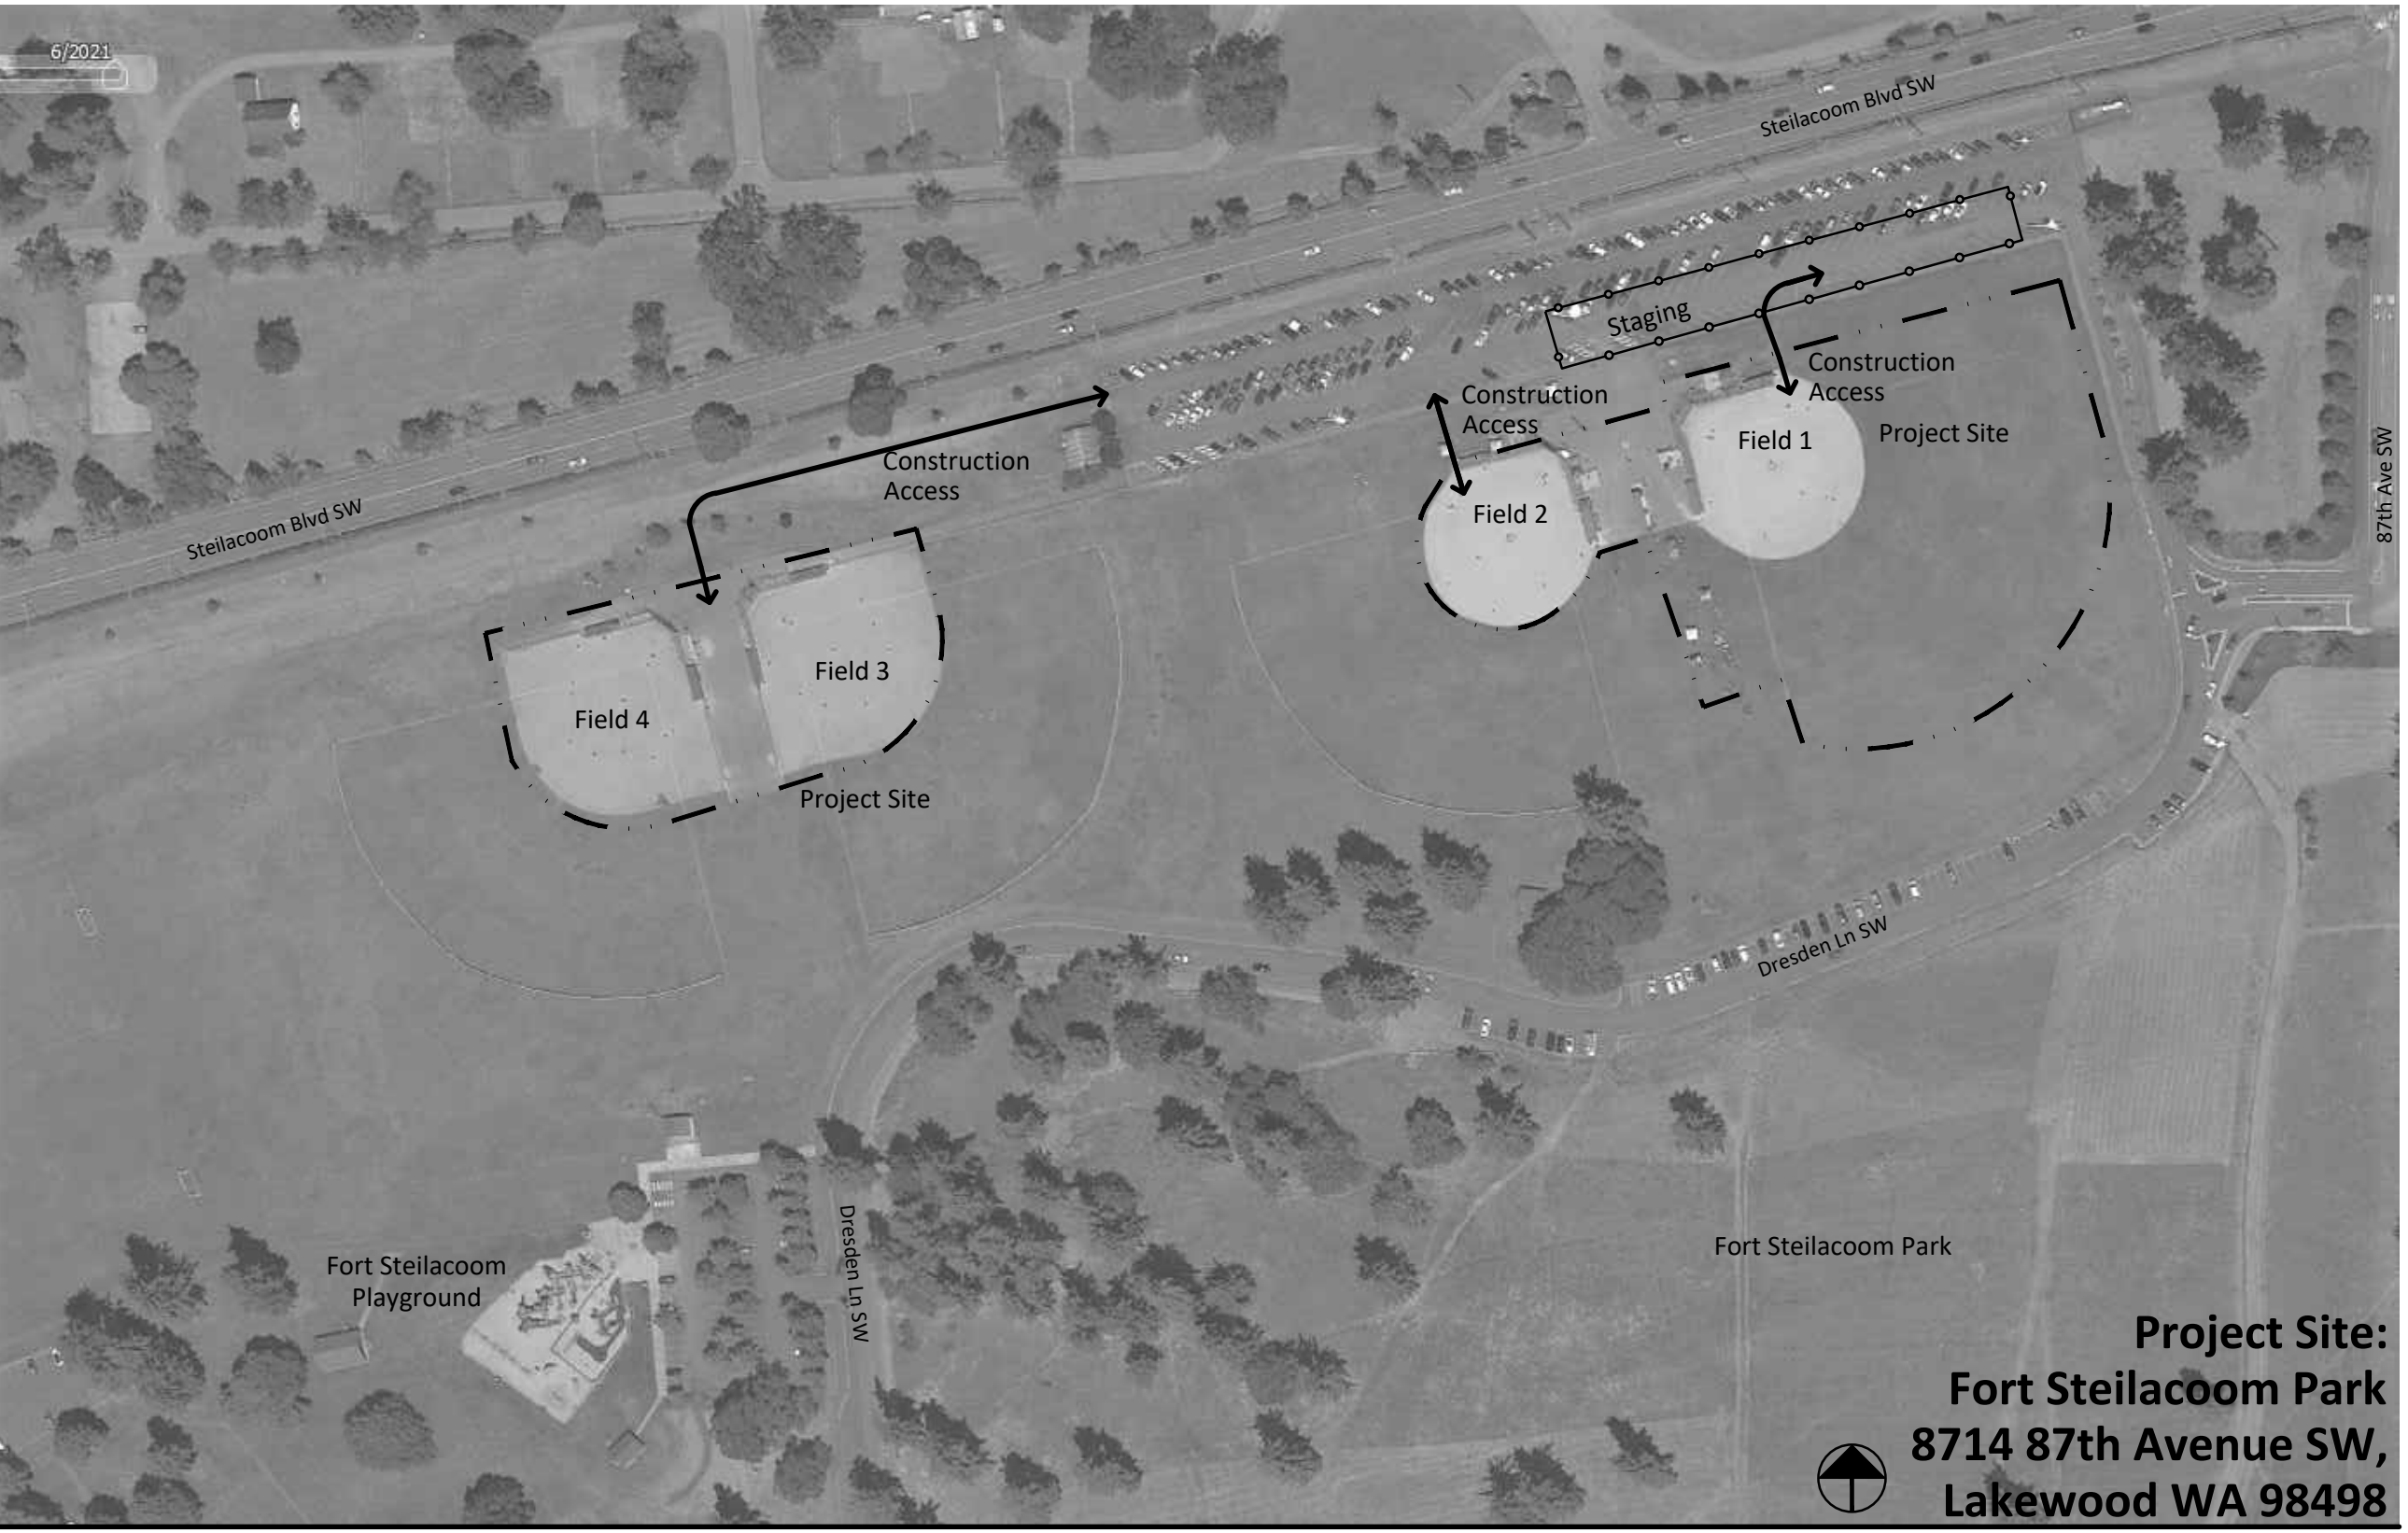 6/2021
Steilacoom Blvd SW
Staging
Construction
Access
Construction
Access
Field 1
Project Site
87th Ave SW
Construction
Access
Field 2
Steilacoom Blvd SW
Field 3
Field 4
Project Site
Dresden Ln SW
Dresden Ln SW
Fort Steilacoom Park
Fort Steilacoom
Playground
Project Site:
Fort Steilacoom Park
8714 87th Avenue SW,
Lakewood WA 98498